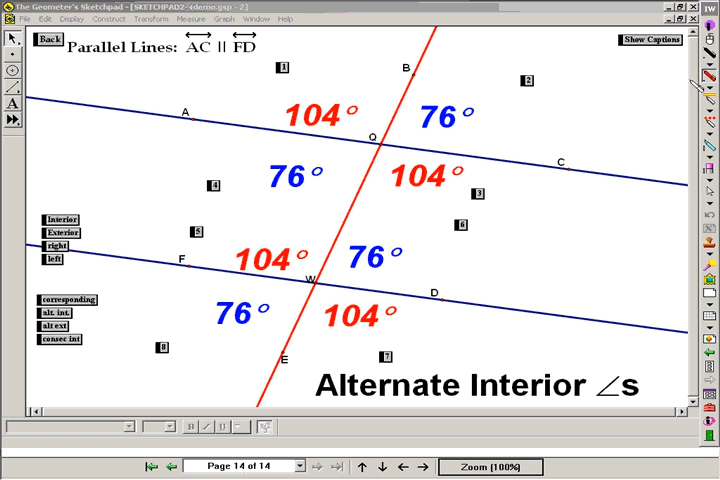 The Geometer's Sketchpad - [SKETCHPAD2_4demo.gsp - 2]
File Edit Display Construct Transform Measure Graph Window Help
Back
Parallel Lines: AC || FD
Show Captions
1
B
2
A
104°
76°
Q
C
76°
104°
4
3
Interior
5
6
Exterior
right
left
F
104°
76°
W
D
corresponding
alt. int.
alt ext
consec int
76°
104°
8
E
7
Alternate Interior ∠s
A
B I U
Page 14 of 14
Zoom (100%)